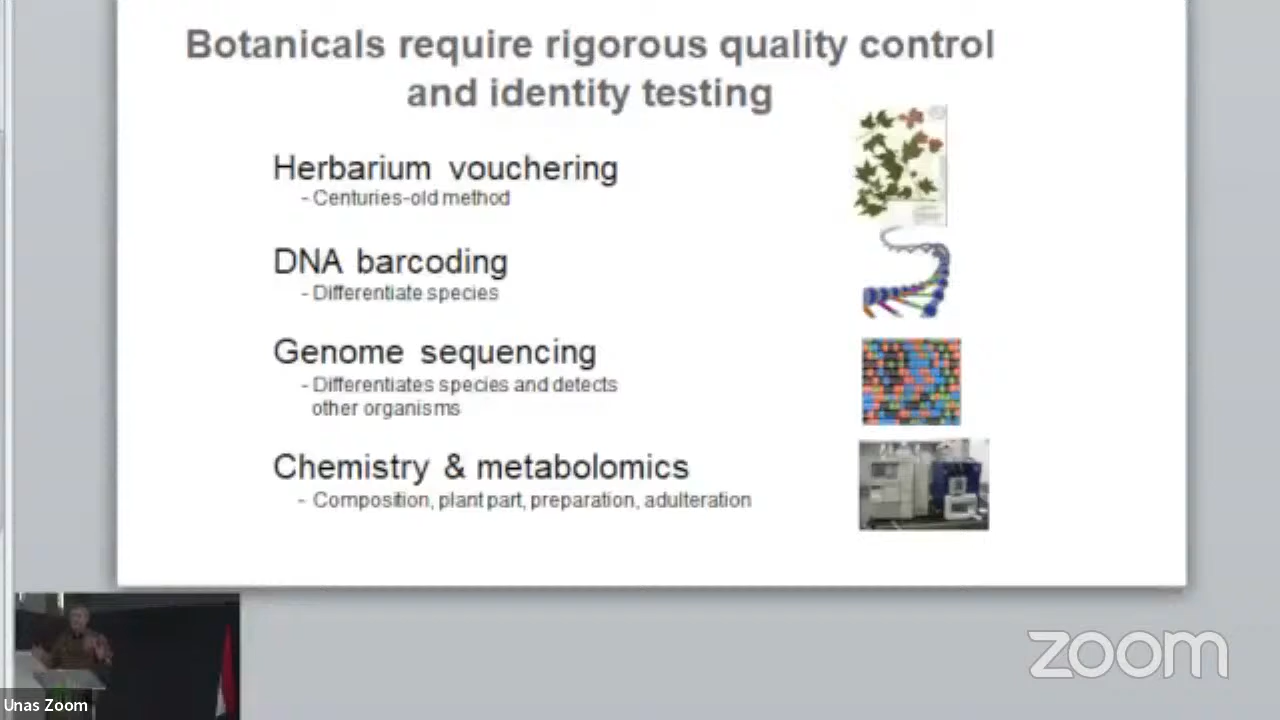 Botanicals require rigorous quality control
and identity testing
Herbarium vouchering
- Centuries-old method
DNA barcoding
- Differentiate species
Genome sequencing
- Differentiates species and detects
other organisms
Chemistry & metabolomics
- Composition, plant part, preparation, adulteration
zoom
Unas Zoom